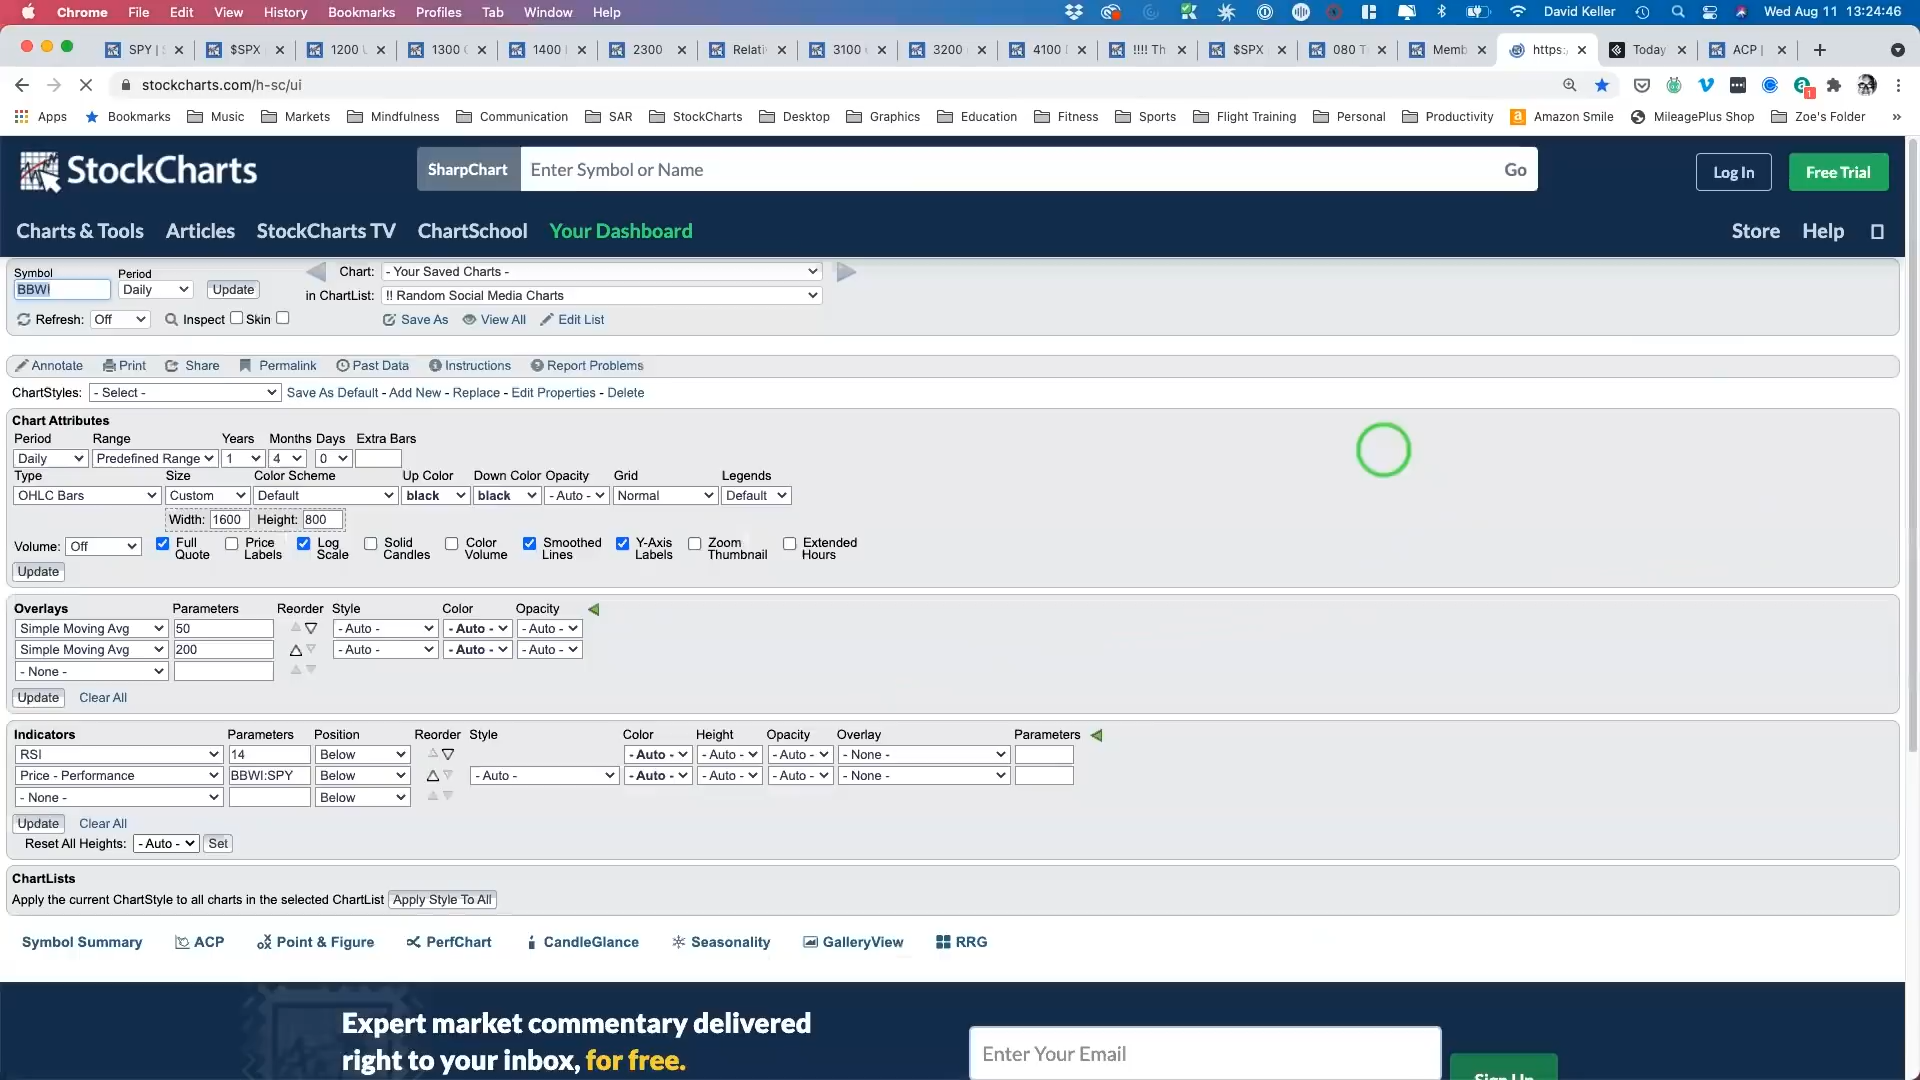 Chrome File Edit View History Bookmarks Profiles Tab Window Help David Keller Wed Aug 11 13:24:46
SPY | $SPX 1200 1300 1400 2300 Relati 3100 3200 4100 !!!! Th $SPX 080 T Memb https: Today ACP |
stockcharts.com/h-sc/ui
Apps Bookmarks Music Markets Mindfulness Communication SAR StockCharts Desktop Graphics Education Fitness Sports Flight Training Personal Productivity Amazon Smile MileagePlus Shop Zoe's Folder »
StockCharts SharpChart Enter Symbol or Name Go Log In Free Trial
Charts & Tools Articles StockCharts TV ChartSchool Your Dashboard Store Help
Symbol Period Chart: - Your Saved Charts -
BBWI Daily Update in ChartList: !! Random Social Media Charts
Refresh: Off Inspect Skin Save As View All Edit List
Annotate Print Share Permalink Past Data Instructions Report Problems
ChartStyles: - Select - Save As Default - Add New - Replace - Edit Properties - Delete
Chart Attributes
Period Range Years Months Days Extra Bars
Daily Predefined Range 1 4 0
Type Size Color Scheme Up Color Down Color Opacity Grid Legends
OHLC Bars Custom Default black black - Auto - Normal Default
Width: 1600 Height: 800
Volume: Off Full Quote Price Labels Log Scale Solid Candles Color Volume Smoothed Lines Y-Axis Labels Zoom Thumbnail Extended Hours
Update
Overlays Parameters Reorder Style Color Opacity
Simple Moving Avg 50 - Auto - - Auto - - Auto -
Simple Moving Avg 200 - Auto - - Auto - - Auto -
- None -
Update Clear All
Indicators Parameters Position Reorder Style Color Height Opacity Overlay Parameters
RSI 14 Below - Auto - - Auto - - Auto - - None -
Price - Performance BBWI:SPY Below - Auto - - Auto - - Auto - - Auto - - None -
- None - Below
Update Clear All
Reset All Heights: - Auto - Set
ChartLists
Apply the current ChartStyle to all charts in the selected ChartList Apply Style To All
Symbol Summary ACP Point & Figure PerfChart CandleGlance Seasonality GalleryView RRG
Expert market commentary delivered
right to your inbox, for free.
Enter Your Email
Sign Up